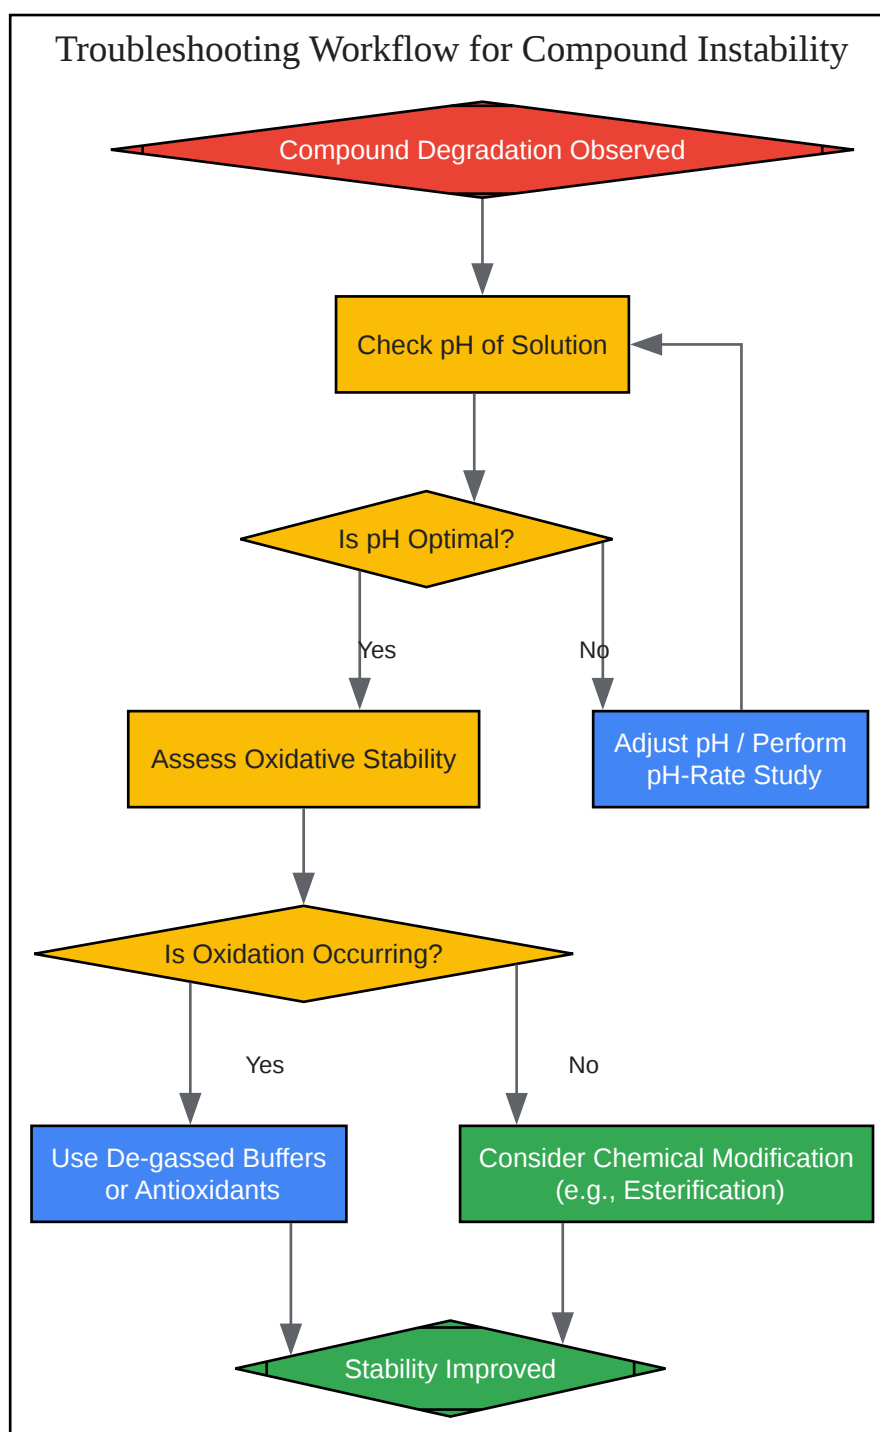 Troubleshooting Workflow for Compound Instability
Compound Degradation Observed
Check pH of Solution
Is pH Optimal?
Yes
No
Assess Oxidative Stability
Adjust pH / Perform
pH-Rate Study
Is Oxidation Occurring?
Yes
No
Use De-gassed Buffers
or Antioxidants
Consider Chemical Modification
(e.g., Esterification)
Stability Improved